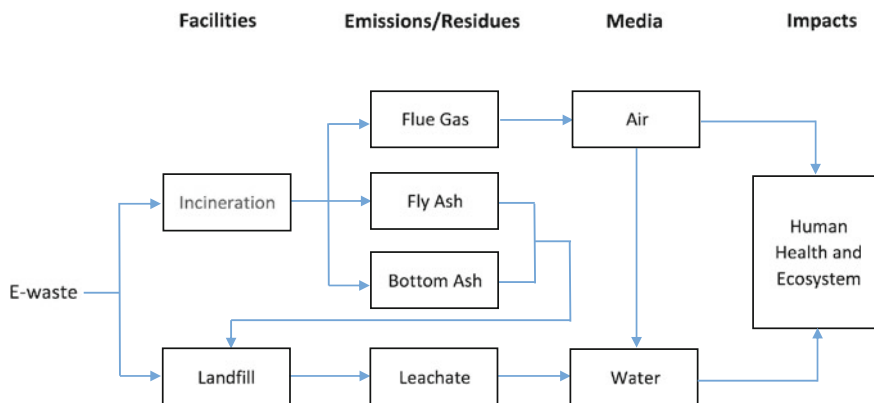 Facilities Emissions/Residues Media Impacts
Flue Gas
Air
Incineration
Fly Ash
Human
Health and
Ecosystem
Bottom Ash
E-waste
Landfill
Leachate
Water